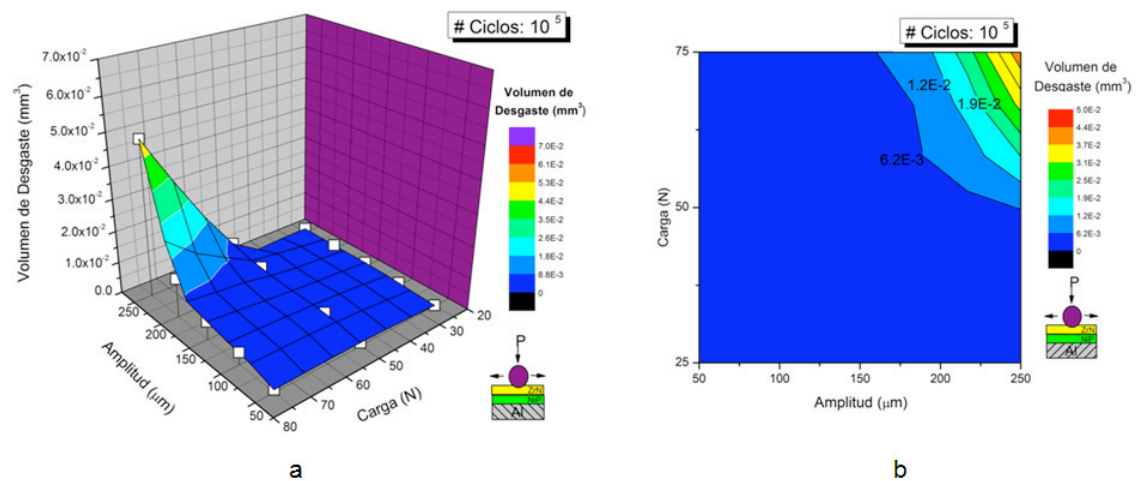 # Ciclos: 10 5
Volumen de Desgaste (mm3)
7.0x10-2
6.0x10-2
5.0x10-2
4.0x10-2
3.0x10-2
2.0x10-2
1.0x10-2
0.0
250
200
150
100
50
Amplitud (μm)
80
70
60
50
40
30
20
Carga (N)
Volumen de
Desgaste (mm3)
7.0E-2
6.1E-2
5.3E-2
4.4E-2
3.5E-2
2.6E-2
1.8E-2
8.8E-3
0
P
ZrN
NiP
Al
a
# Ciclos: 10 5
75
50
25
Carga (N)
50
100
150
200
250
Amplitud (μm)
1.2E-2
1.9E-2
6.2E-3
Volumen de
Desgaste (mm3)
5.0E-2
4.4E-2
3.7E-2
3.1E-2
2.5E-2
1.9E-2
1.2E-2
6.2E-3
0
P
ZrN
NiP
Al
b